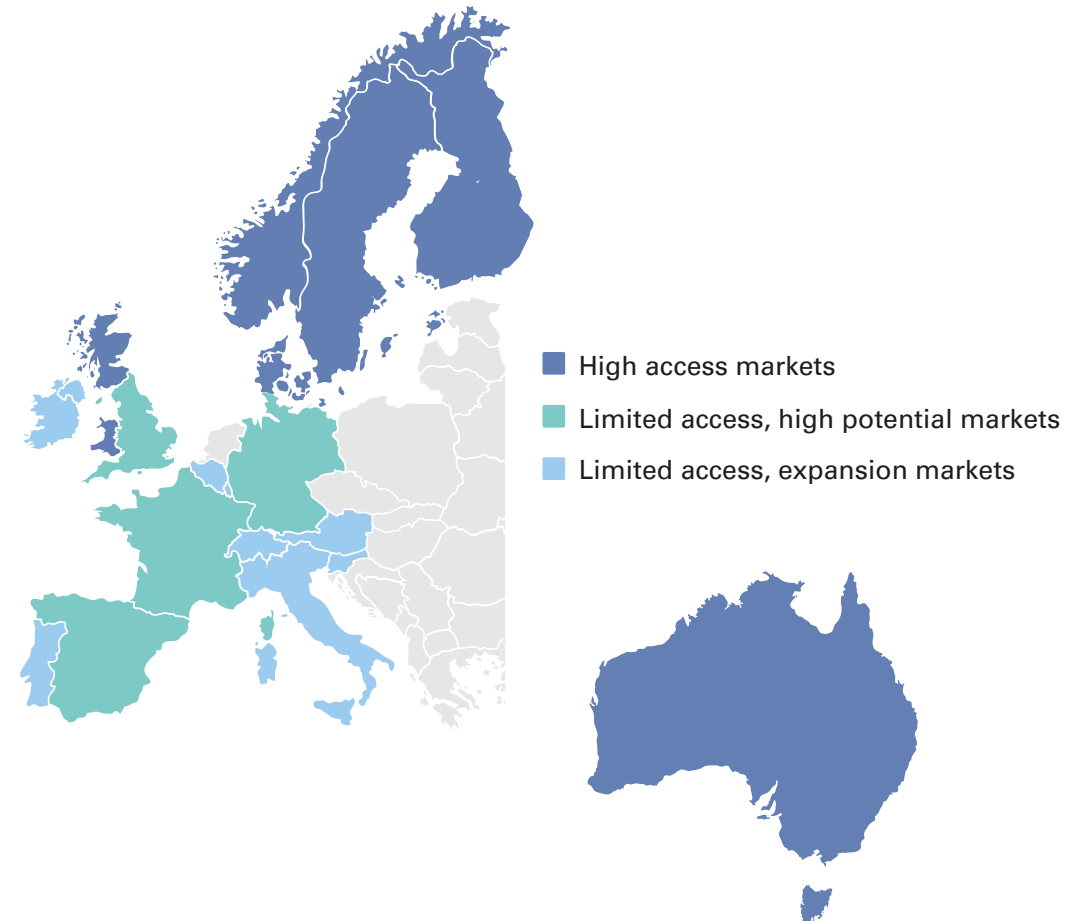 High access markets
Limited access, high potential markets
Limited access, expansion markets